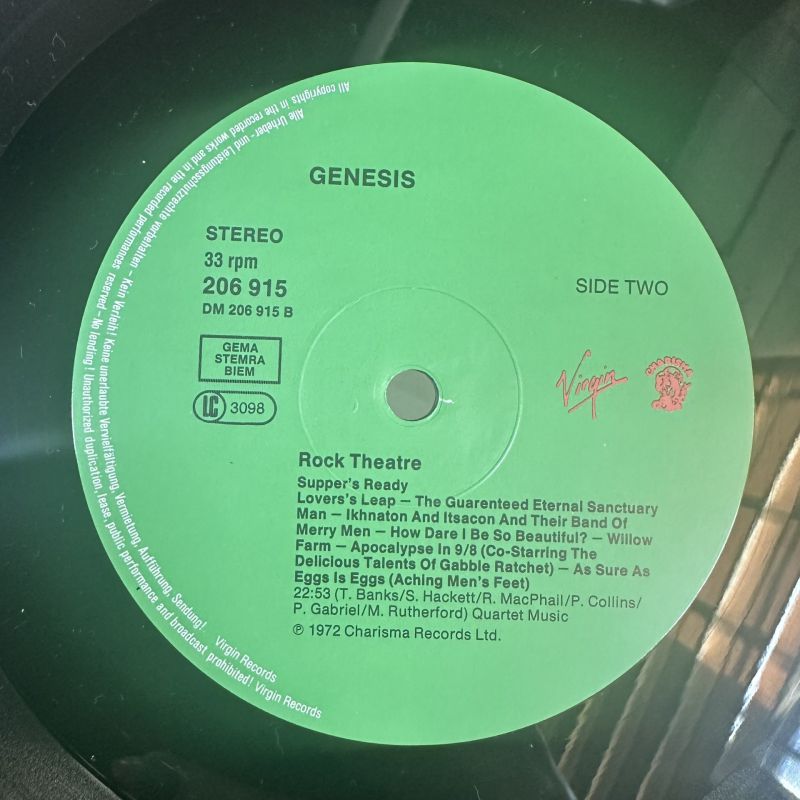 GENESIS
STEREO
33 rpm
206 915
DM 206 915 B
SIDE TWO
GEMA
STEMRA
BIEM
LC 3098
Virgin
CHARISMA
Rock Theatre
Supper's Ready
Lovers's Leap – The Guarenteed Eternal Sanctuary
Man – Ikhnaton And Itsacon And Their Band Of
Merry Men – How Dare I Be So Beautiful? – Willow
Farm – Apocalypse In 9/8 (Co-Starring The
Delicious Talents Of Gabble Ratchet) – As Sure As
Eggs Is Eggs (Aching Men's Feet)
22:53 (T. Banks/S. Hackett/R. MacPhail/P. Collins/
P. Gabriel/M. Rutherford) Quartet Music
℗ 1972 Charisma Records Ltd.
Alle Urheber- und Leistungsschutzrechte vorbehalten – Kein Verleih! Keine unerlaubte Vervielfältigung, Vermietung, Aufführung, Sendung! Virgin Records
All copyrights in the recorded works and in the recorded performances reserved – No lending! Unauthorized duplication, lease, public performance and broadcast prohibited! Virgin Records